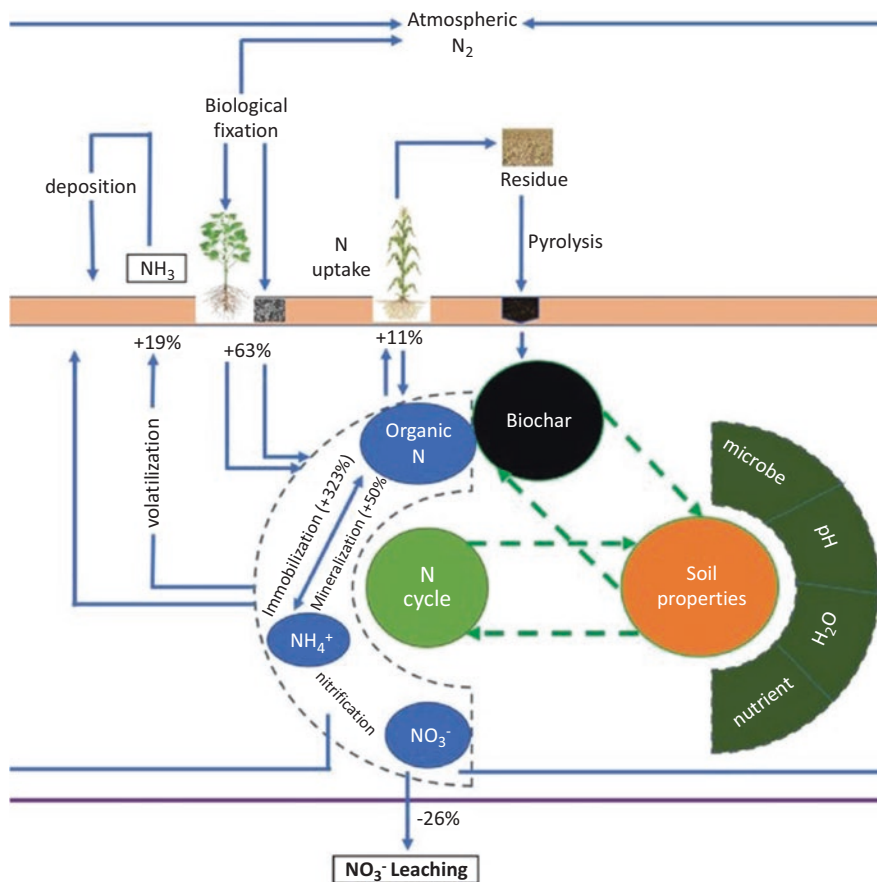 Atmospheric
N₂
Biological
fixation
deposition
Residue
N
uptake
Pyrolysis
NH₃
+19%
+63%
+11%
Organic
N
Biochar
microbe
volatilization
Immobilization (+323%)
Mineralization (+50%
pH
N
cycle
Soil
properties
H₂O
NH₄⁺
nutrient
nitrification
NO₃⁻
-26%
NO₃⁻ Leaching